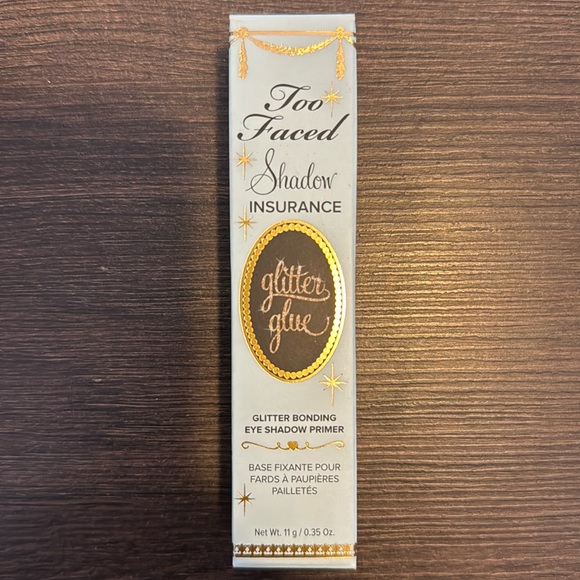 Too
Faced
Shadow
INSURANCE
glitter
glue
GLITTER BONDING
EYE SHADOW PRIMER
BASE FIXANTE POUR
FARDS À PAUPIÈRES
PAILLETÉS
Net Wt. 11 g / 0.35 Oz.